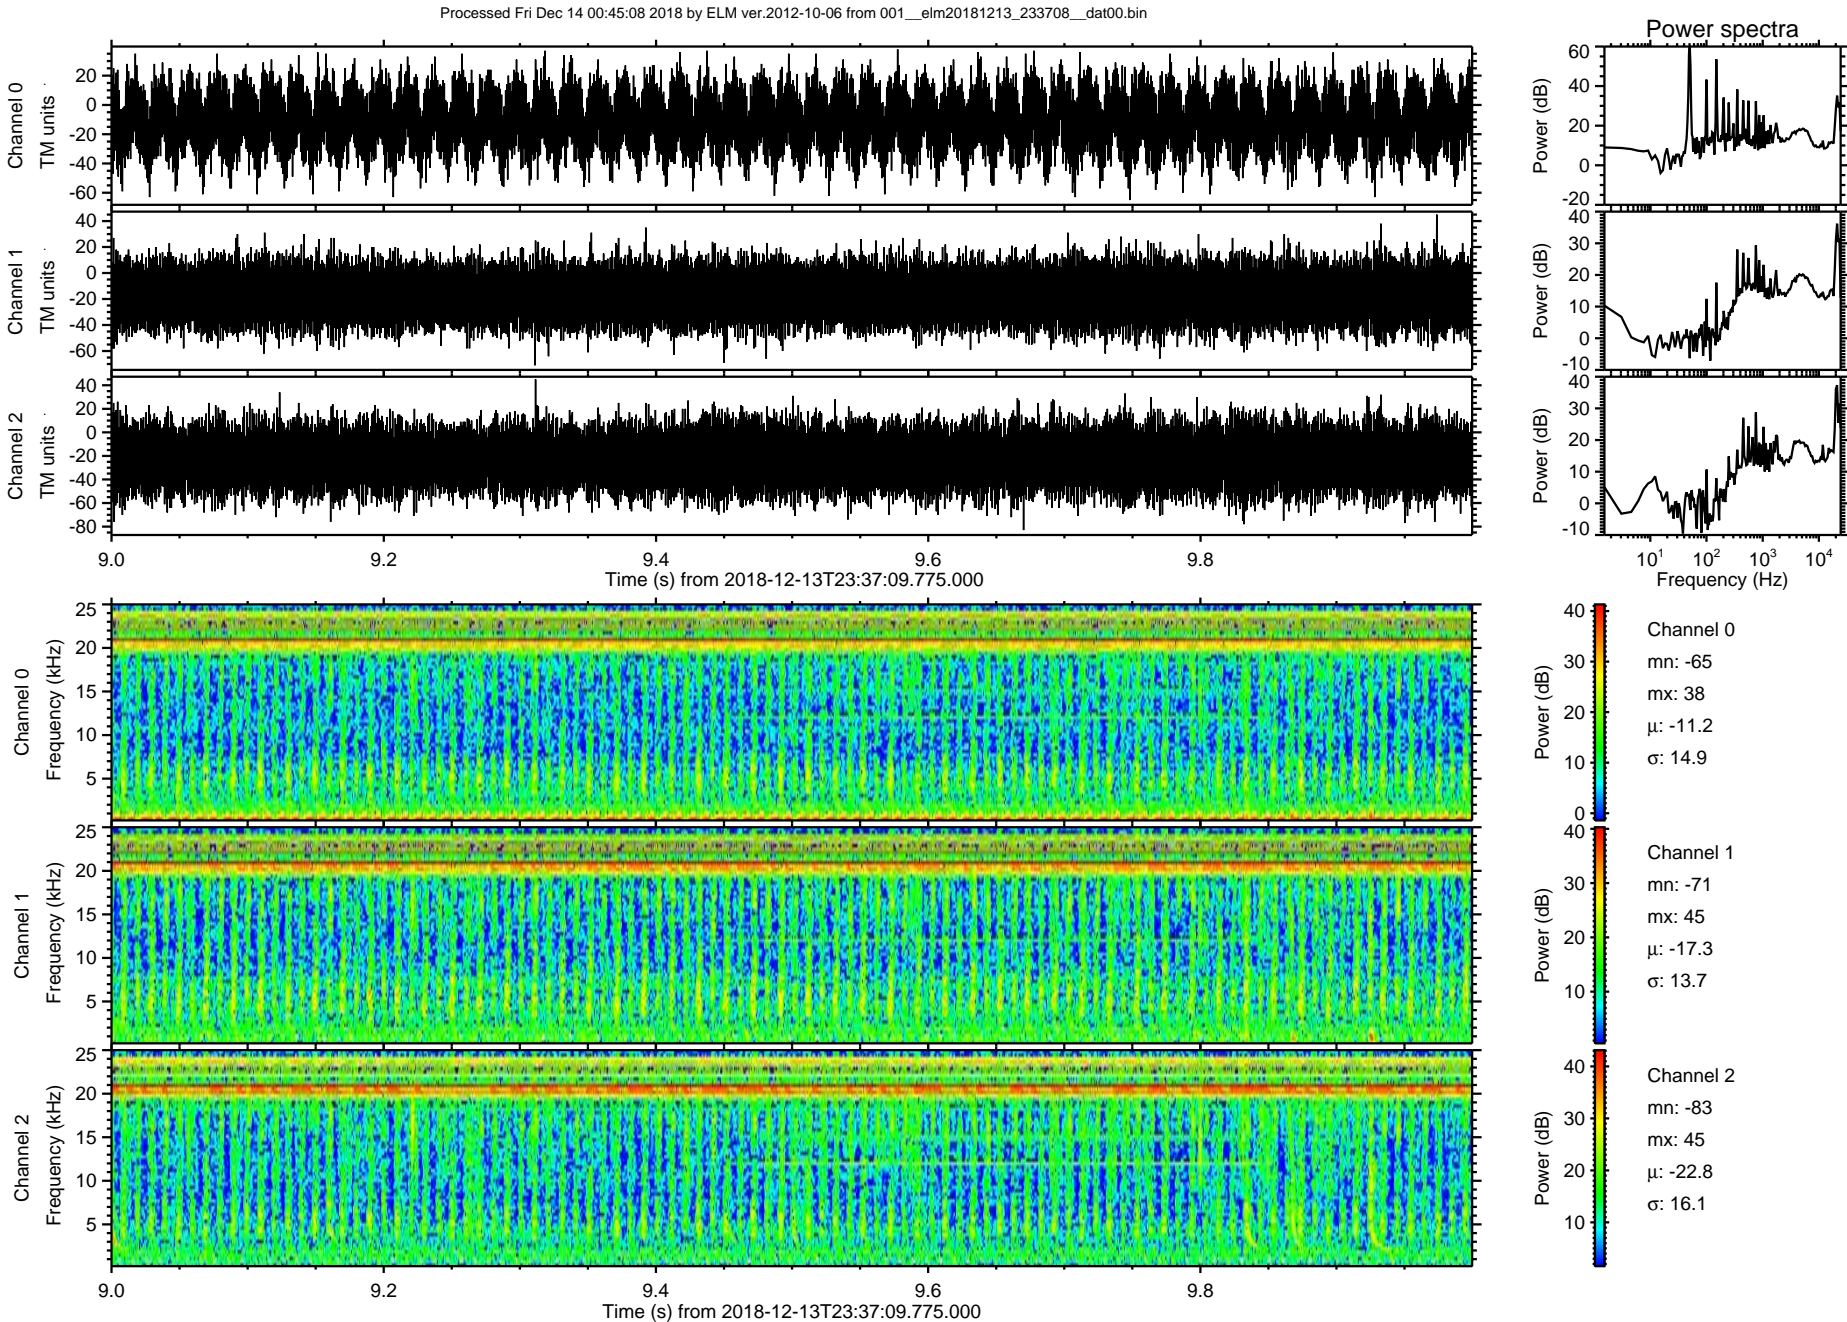 Processed Fri Dec 14 00:45:08 2018 by ELM ver.2012-10-06 from 001__elm20181213_233708__dat00.bin
Power spectra
Channel 0
TM units
20
0
-20
-40
-60
Power (dB)
60
40
20
0
-20
Channel 1
TM units
40
20
0
-20
-40
-60
Power (dB)
40
30
20
10
0
-10
Channel 2
TM units
40
20
0
-20
-40
-60
-80
Power (dB)
40
30
20
10
0
-10
9.0 9.2 9.4 9.6 9.8
Time (s) from 2018-12-13T23:37:09.775.000
10¹ 10² 10³ 10⁴
Frequency (Hz)
Channel 0
Frequency (kHz)
25
20
15
10
5
Power (dB)
40
30
20
10
0
Channel 0
mn: -65
mx: 38
μ: -11.2
σ: 14.9
Channel 1
Frequency (kHz)
25
20
15
10
5
Power (dB)
40
30
20
10
Channel 1
mn: -71
mx: 45
μ: -17.3
σ: 13.7
Channel 2
Frequency (kHz)
25
20
15
10
5
Power (dB)
40
30
20
10
Channel 2
mn: -83
mx: 45
μ: -22.8
σ: 16.1
9.0 9.2 9.4 9.6 9.8
Time (s) from 2018-12-13T23:37:09.775.000